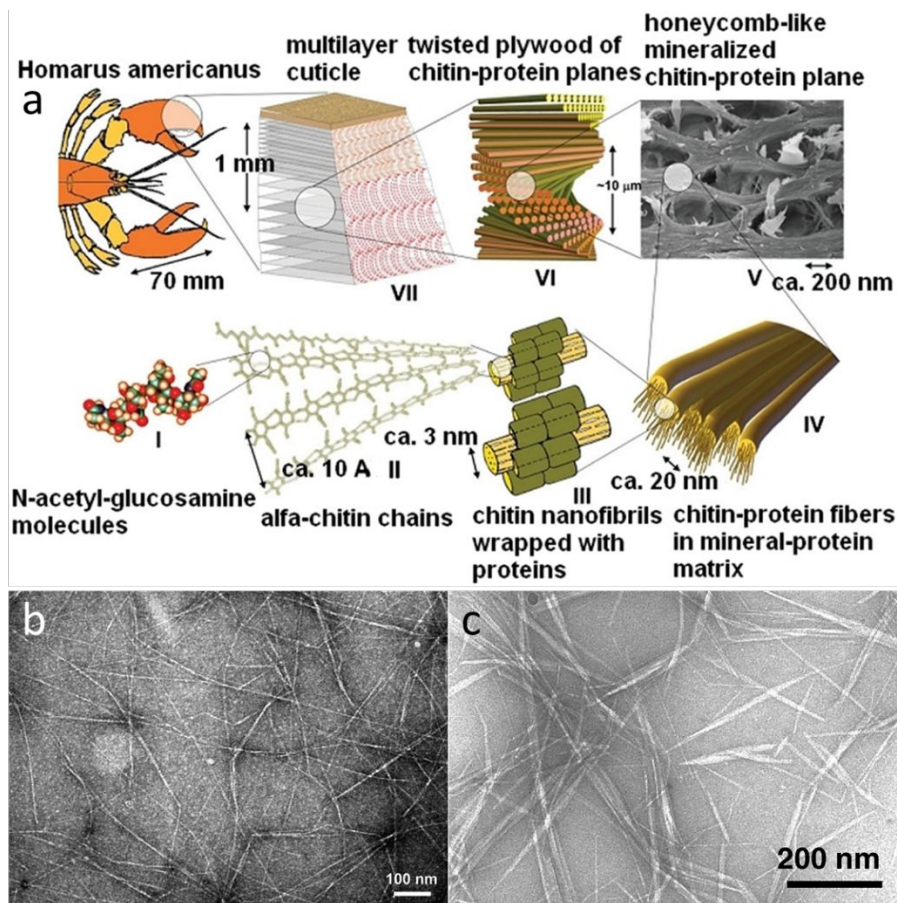 Homarus americanus
multilayer
cuticle
twisted plywood of
chitin-protein planes
honeycomb-like
mineralized
chitin-protein plane
a
1 mm
70 mm
VII
~10 µm
VI
V
ca. 200 nm
I
N-acetyl-glucosamine
molecules
ca. 10 A
II
alfa-chitin chains
ca. 3 nm
III
chitin nanofibrils
wrapped with
proteins
IV
ca. 20 nm
chitin-protein fibers
in mineral-protein
matrix
b
100 nm
c
200 nm